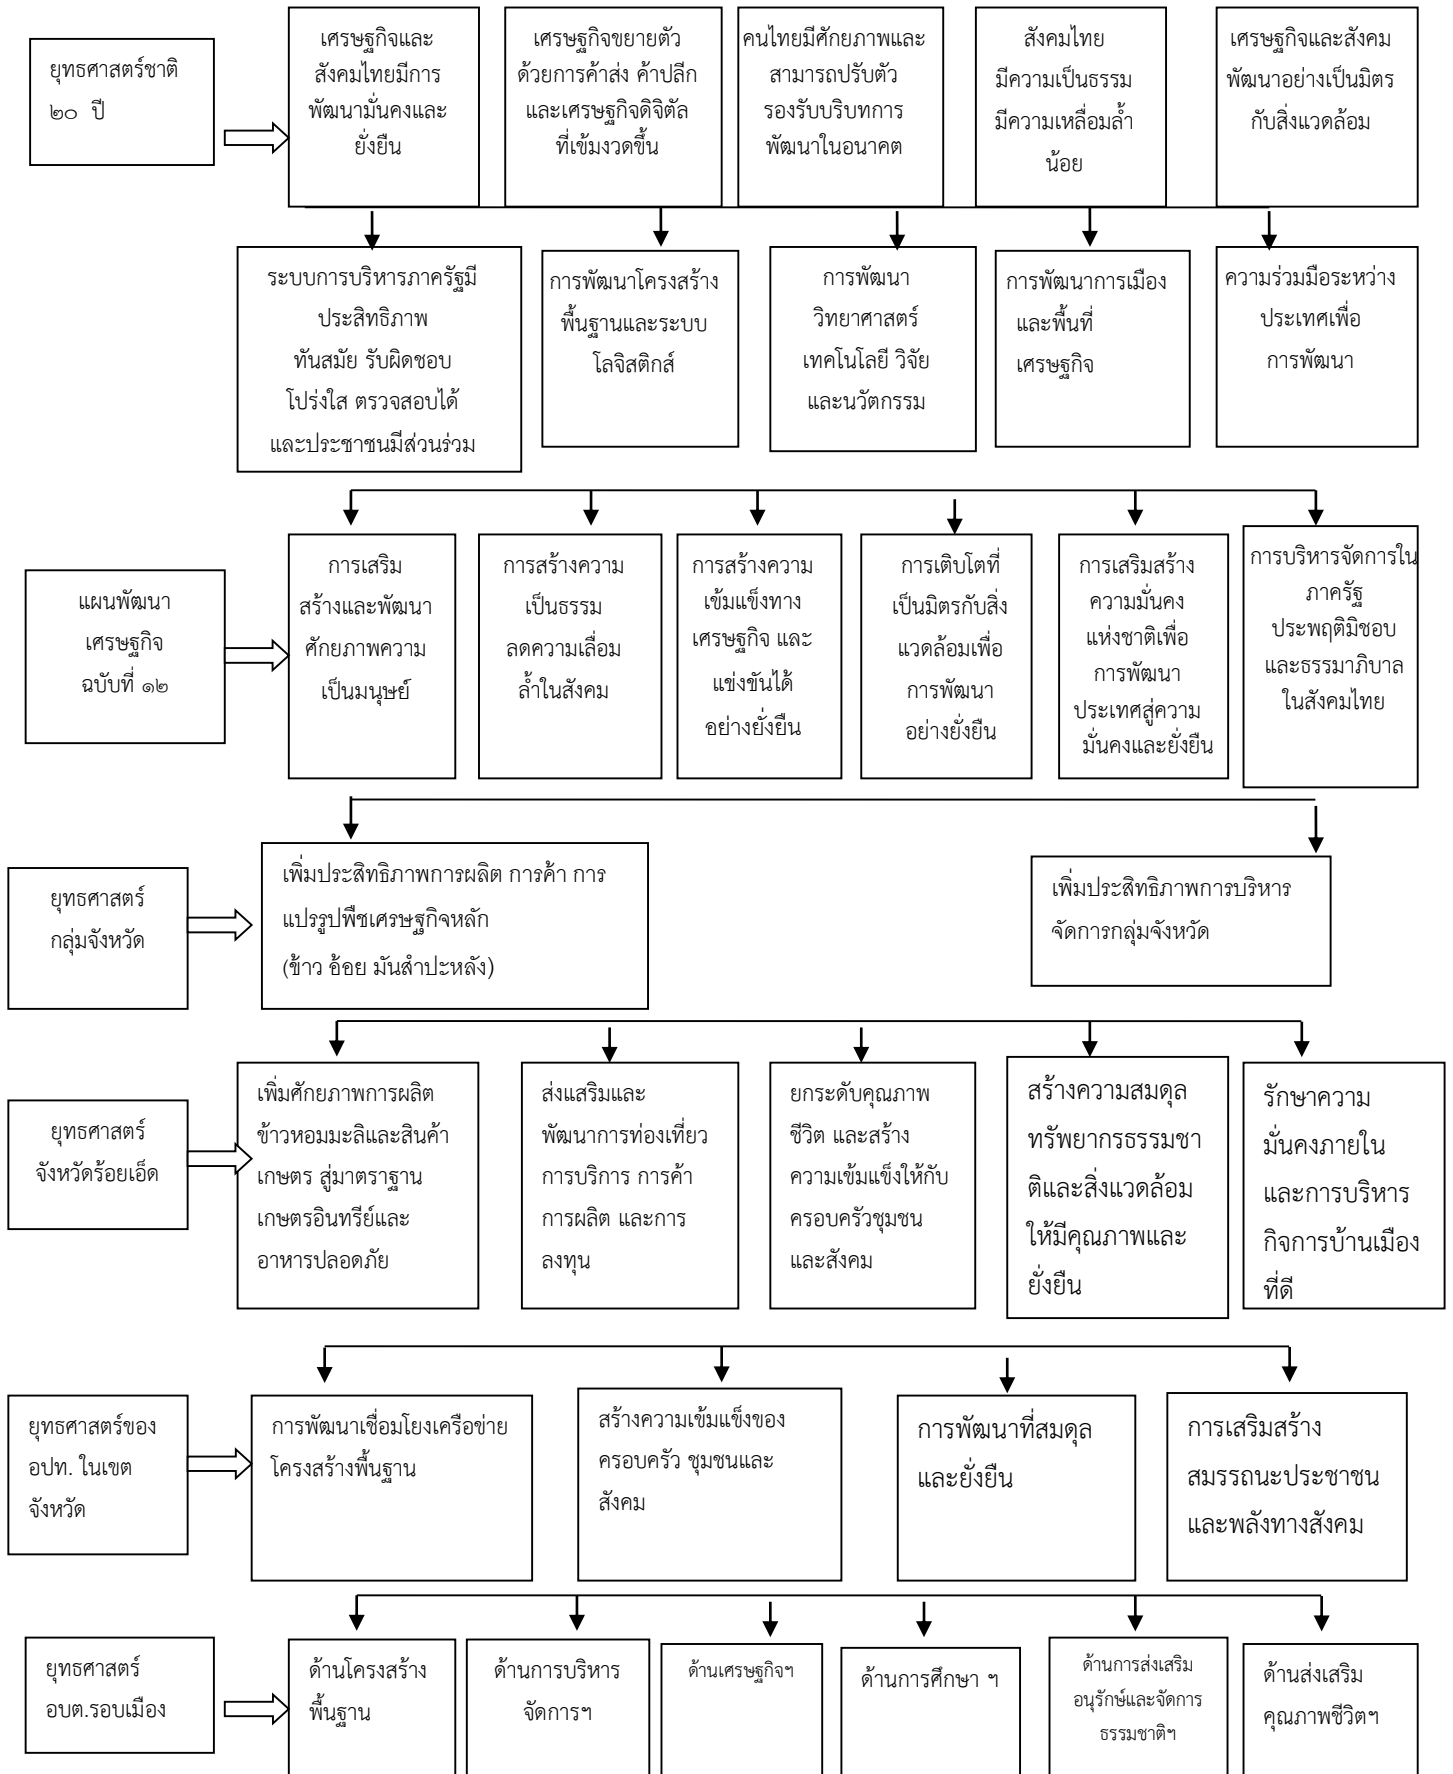 ยุทธศาสตร์ชาติ
๒๐ ปี
เศรษฐกิจและ
สังคมไทยมีการ
พัฒนามั่นคงและ
ยั่งยืน
เศรษฐกิจขยายตัว
ด้วยการค้าส่ง ค้าปลีก
และเศรษฐกิจดิจิตัล
ที่เข้มงวดขึ้น
คนไทยมีศักยภาพและ
สามารถปรับตัว
รองรับบริบทการ
พัฒนาในอนาคต
สังคมไทย
มีความเป็นธรรม
มีความเหลื่อมล้ำ
น้อย
เศรษฐกิจและสังคม
พัฒนาอย่างเป็นมิตร
กับสิ่งแวดล้อม
ระบบการบริหารภาครัฐมี
ประสิทธิภาพ
ทันสมัย รับผิดชอบ
โปร่งใส ตรวจสอบได้
และประชาชนมีส่วนร่วม
การพัฒนาโครงสร้าง
พื้นฐานและระบบ
โลจิสติกส์
การพัฒนา
วิทยาศาสตร์
เทคโนโลยี วิจัย
และนวัตกรรม
การพัฒนาการเมือง
และพื้นที่
เศรษฐกิจ
ความร่วมมือระหว่าง
ประเทศเพื่อ
การพัฒนา
แผนพัฒนา
เศรษฐกิจ
ฉบับที่ ๑๒
การเสริม
สร้างและพัฒนา
ศักยภาพความ
เป็นมนุษย์
การสร้างความ
เป็นธรรม
ลดความเลื่อม
ล้ำในสังคม
การสร้างความ
เข้มแข็งทาง
เศรษฐกิจ และ
แข่งขันได้
อย่างยั่งยืน
การเติบโตที่
เป็นมิตรกับสิ่ง
แวดล้อมเพื่อ
การพัฒนา
อย่างยั่งยืน
การเสริมสร้าง
ความมั่นคง
แห่งชาติเพื่อ
การพัฒนา
ประเทศสู่ความ
มั่นคงและยั่งยืน
การบริหารจัดการใน
ภาครัฐ
ประพฤติมิชอบ
และธรรมาภิบาล
ในสังคมไทย
ยุทธศาสตร์
กลุ่มจังหวัด
เพิ่มประสิทธิภาพการผลิต การค้า การ
แปรรูปพืชเศรษฐกิจหลัก
(ข้าว อ้อย มันสำปะหลัง)
เพิ่มประสิทธิภาพการบริหาร
จัดการกลุ่มจังหวัด
ยุทธศาสตร์
จังหวัดร้อยเอ็ด
เพิ่มศักยภาพการผลิต
ข้าวหอมมะลิและสินค้า
เกษตร สู่มาตราฐาน
เกษตรอินทรีย์และ
อาหารปลอดภัย
ส่งแสริมและ
พัฒนาการท่องเที่ยว
การบริการ การค้า
การผลิต และการ
ลงทุน
ยกระดับคุณภาพ
ชีวิต และสร้าง
ความเข้มแข็งให้กับ
ครอบครัวชุมชน
และสังคม
สร้างความสมดุล
ทรัพยากรธรรมชา
ติและสิ่งแวดล้อม
ให้มีคุณภาพและ
ยั่งยืน
รักษาความ
มั่นคงภายใน
และการบริหาร
กิจการบ้านเมือง
ที่ดี
ยุทธศาสตร์ของ
อปท. ในเขต
จังหวัด
การพัฒนาเชื่อมโยงเครือข่าย
โครงสร้างพื้นฐาน
สร้างความเข้มแข็งของ
ครอบครัว ชุมชนและ
สังคม
การพัฒนาที่สมดุล
และยั่งยืน
การเสริมสร้าง
สมรรถนะประชาชน
และพลังทางสังคม
ยุทธศาสตร์
อบต.รอบเมือง
ด้านโครงสร้าง
พื้นฐาน
ด้านการบริหาร
จัดการฯ
ด้านเศรษฐกิจฯ
ด้านการศึกษา ฯ
ด้านการส่งเสริม
อนุรักษ์และจัดการ
ธรรมชาติฯ
ด้านส่งเสริม
คุณภาพชีวิตฯ